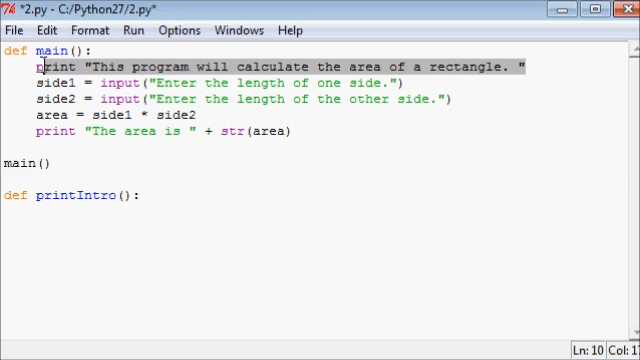 *2.py - C:/Python27/2.py*
File Edit Format Run Options Windows Help
def main():
print "This program will calculate the area of a rectangle. "
side1 = input("Enter the length of one side.")
side2 = input("Enter the length of the other side.")
area = side1 * side2
print "The area is " + str(area)
main()
def printIntro():
Ln: 10 Col: 1